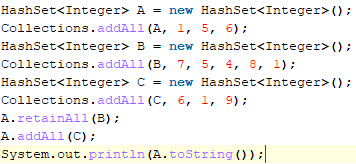 HashSet<Integer> A = new HashSet<Integer>();
Collections.addAll(A, 1, 5, 6);
HashSet<Integer> B = new HashSet<Integer>();
Collections.addAll(B, 7, 5, 4, 8, 1);
HashSet<Integer> C = new HashSet<Integer>();
Collections.addAll(C, 6, 1, 9);
A.retainAll(B);
A.addAll(C);
System.out.println(A.toString());